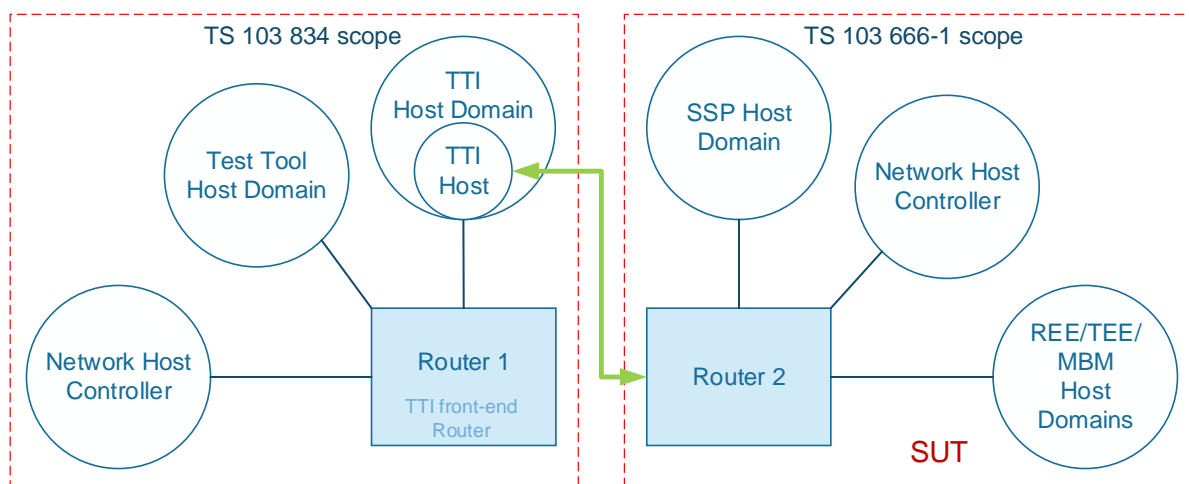 TS 103 834 scope
TTI
Host Domain
TTI
Host
Test Tool
Host Domain
Network Host
Controller
Router 1
TTI front-end
Router
TS 103 666-1 scope
SSP Host
Domain
Network Host
Controller
Router 2
REE/TEE/
MBM
Host
Domains
SUT